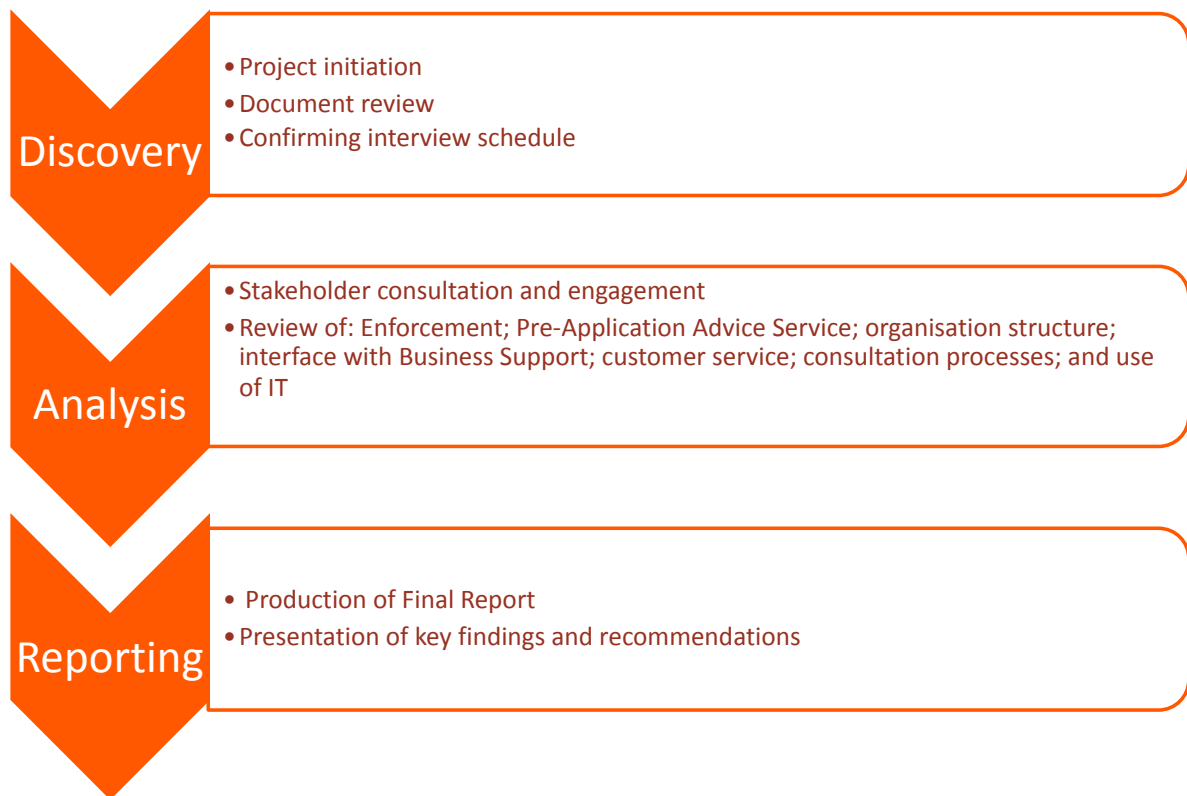 Discovery
• Project initiation
• Document review
• Confirming interview schedule
Analysis
• Stakeholder consultation and engagement
• Review of: Enforcement; Pre-Application Advice Service; organisation structure;
interface with Business Support; customer service; consultation processes; and use
of IT
Reporting
• Production of Final Report
• Presentation of key findings and recommendations